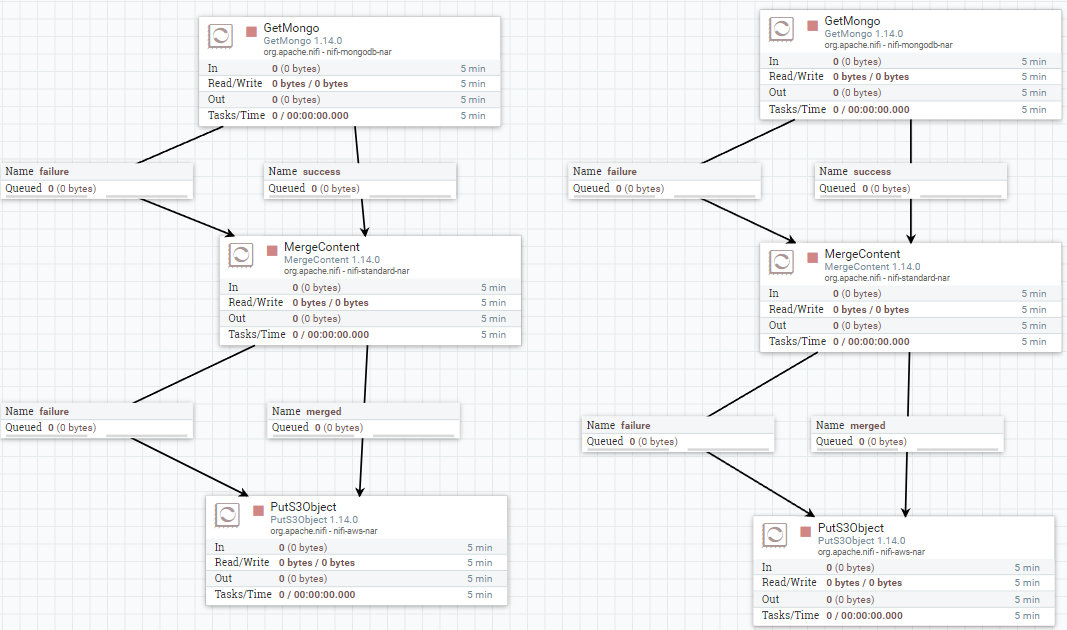 GetMongo
GetMongo 1.14.0
org.apache.nifi - nifi-mongodb-nar
In 0 (0 bytes) 5 min
Read/Write 0 bytes / 0 bytes 5 min
Out 0 (0 bytes) 5 min
Tasks/Time 0 / 00:00:00.000 5 min
Name failure
Queued 0 (0 bytes)
Name success
Queued 0 (0 bytes)
MergeContent
MergeContent 1.14.0
org.apache.nifi - nifi-standard-nar
In 0 (0 bytes) 5 min
Read/Write 0 bytes / 0 bytes 5 min
Out 0 (0 bytes) 5 min
Tasks/Time 0 / 00:00:00.000 5 min
Name failure
Queued 0 (0 bytes)
Name merged
Queued 0 (0 bytes)
PutS3Object
PutS3Object 1.14.0
org.apache.nifi - nifi-aws-nar
In 0 (0 bytes) 5 min
Read/Write 0 bytes / 0 bytes 5 min
Out 0 (0 bytes) 5 min
Tasks/Time 0 / 00:00:00.000 5 min
GetMongo
GetMongo 1.14.0
org.apache.nifi - nifi-mongodb-nar
In 0 (0 bytes) 5 min
Read/Write 0 bytes / 0 bytes 5 min
Out 0 (0 bytes) 5 min
Tasks/Time 0 / 00:00:00.000 5 min
Name failure
Queued 0 (0 bytes)
Name success
Queued 0 (0 bytes)
MergeContent
MergeContent 1.14.0
org.apache.nifi - nifi-standard-nar
In 0 (0 bytes) 5 min
Read/Write 0 bytes / 0 bytes 5 min
Out 0 (0 bytes) 5 min
Tasks/Time 0 / 00:00:00.000 5 min
Name failure
Queued 0 (0 bytes)
Name merged
Queued 0 (0 bytes)
PutS3Object
PutS3Object 1.14.0
org.apache.nifi - nifi-aws-nar
In 0 (0 bytes) 5 min
Read/Write 0 bytes / 0 bytes 5 min
Out 0 (0 bytes) 5 min
Tasks/Time 0 / 00:00:00.000 5 min